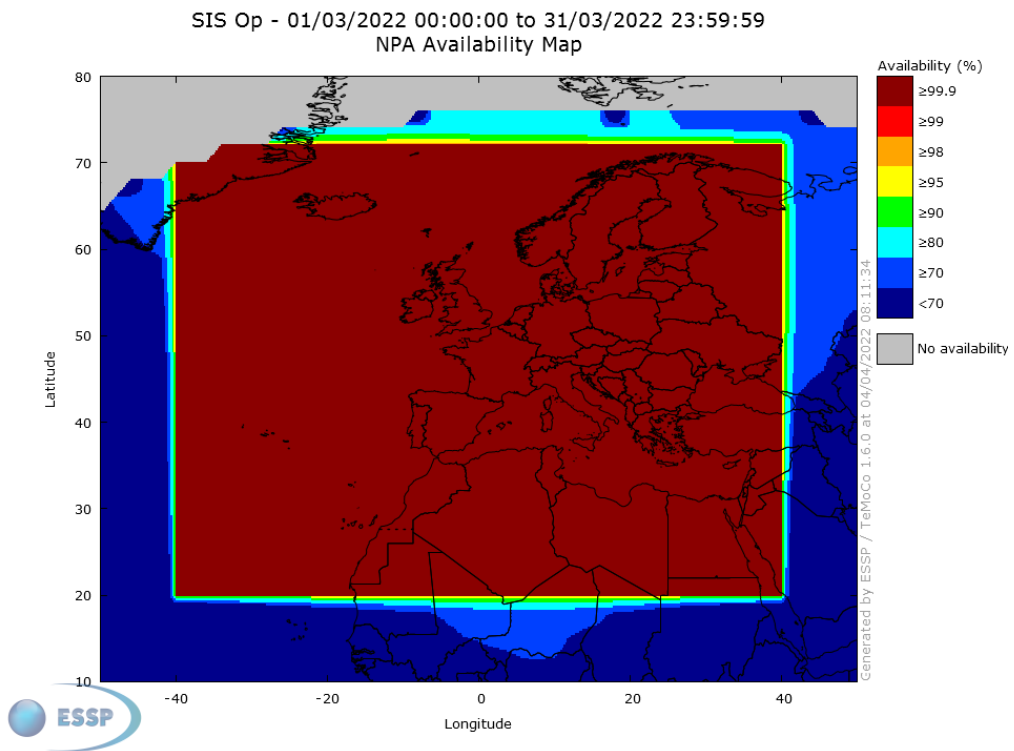 SIS Op - 01/03/2022 00:00:00 to 31/03/2022 23:59:59
NPA Availability Map
Availability (%)
≥99.9
≥99
≥98
≥95
≥90
≥80
≥70
<70
No availability
80
70
60
50
40
30
20
10
Latitude
-40
-20
0
20
40
Longitude
Generated by ESSP / TeMoCo 1.6.0 at 04/04/2022 08:11:34
ESSP